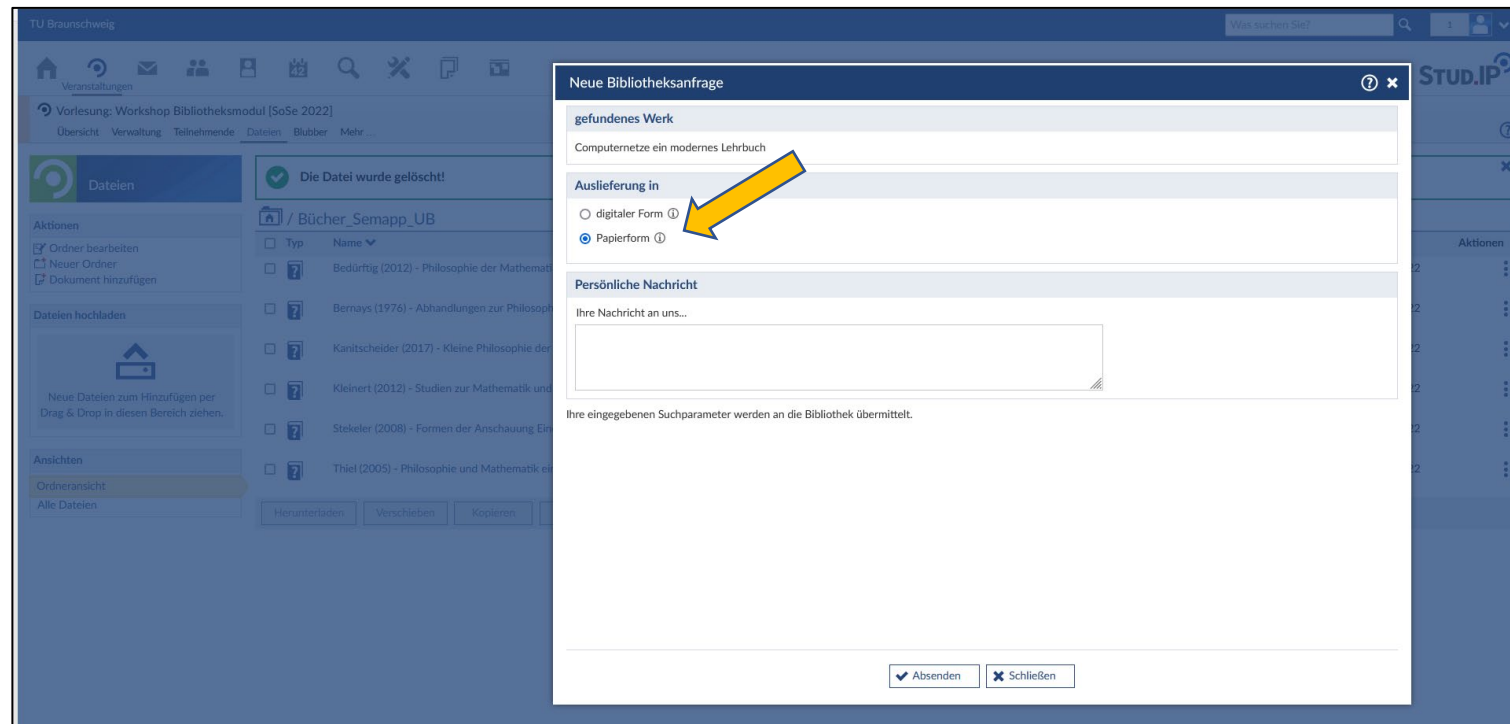 TU Braunschweig
Was suchen Sie?
1
42
Veranstaltungen
STUD.IP
Vorlesung: Workshop Bibliotheksmodul [SoSe 2022]
Übersicht Verwaltung Teilnehmende Dateien Blubber Mehr ...
Dateien
Aktionen
Ordner bearbeiten
Neuer Ordner
Dokument hinzufügen
Dateien hochladen
Neue Dateien zum Hinzufügen per
Drag & Drop in diesen Bereich ziehen.
Ansichten
Ordneransicht
Alle Dateien
Die Datei wurde gelöscht!
/ Bücher_Semapp_UB
Typ Name Aktionen
Bedürftig (2012) - Philosophie der Mathemati
Bernays (1976) - Abhandlungen zur Philosoph
Kanitscheider (2017) - Kleine Philosophie der
Kleinert (2012) - Studien zur Mathematik und
Stekeler (2008) - Formen der Anschauung Ein
Thiel (2005) - Philosophie und Mathematik ei
Herunterladen Verschieben Kopieren
Neue Bibliotheksanfrage
gefundenes Werk
Computernetze ein modernes Lehrbuch
Auslieferung in
digitaler Form
Papierform
Persönliche Nachricht
Ihre Nachricht an uns...
Ihre eingegebenen Suchparameter werden an die Bibliothek übermittelt.
Absenden Schließen